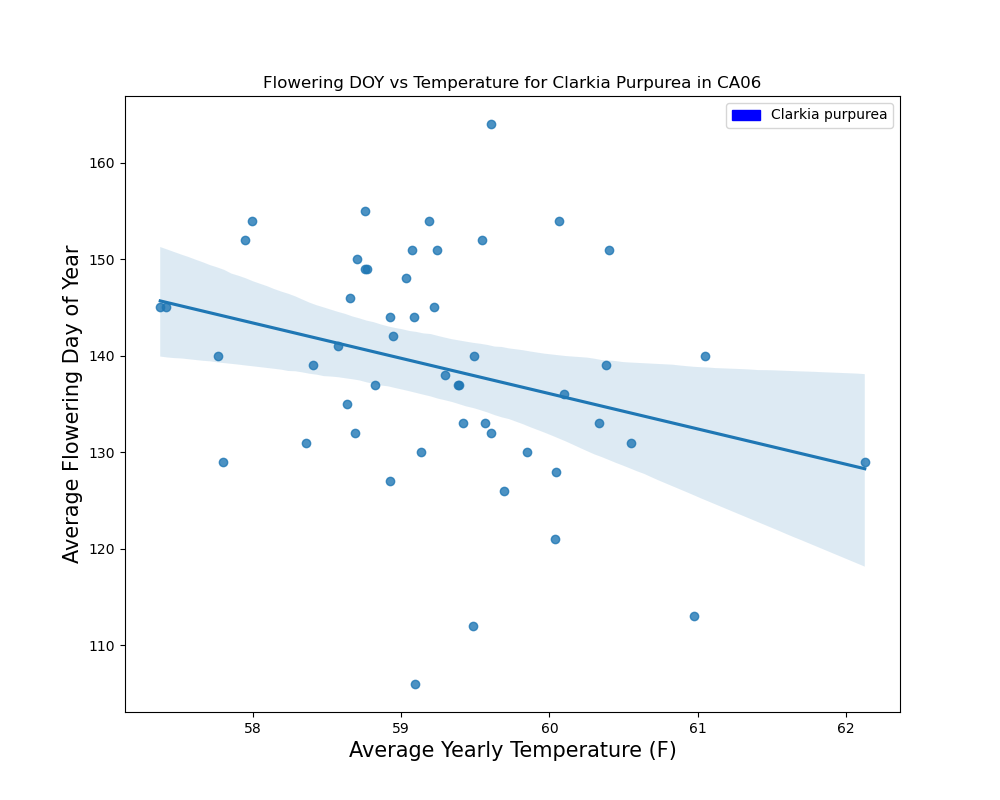 Flowering DOY vs Temperature for Clarkia Purpurea in CA06
Clarkia purpurea
160
150
140
130
120
110
Average Flowering Day of Year
58 59 60 61 62
Average Yearly Temperature (F)